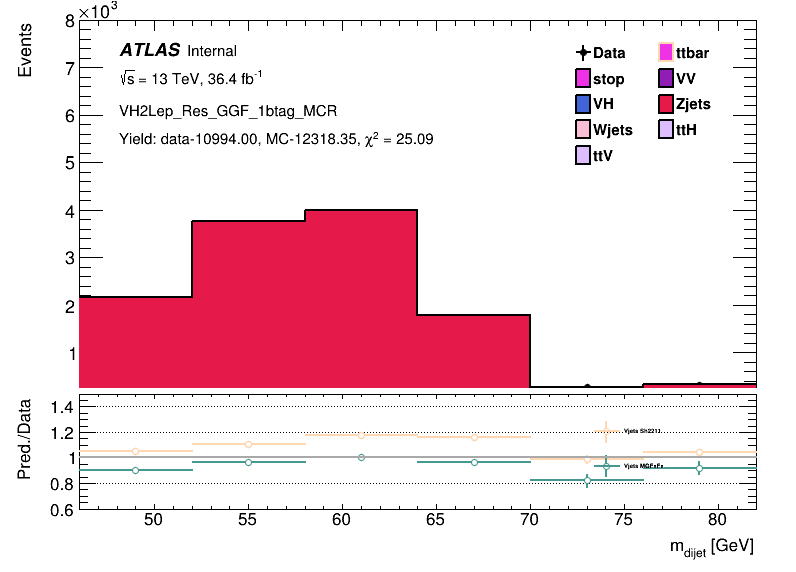 Events
×10³
8
7
6
5
4
3
2
1
ATLAS Internal
√s = 13 TeV, 36.4 fb⁻¹
VH2Lep_Res_GGF_1btag_MCR
Yield: data-10994.00, MC-12318.35, χ² = 25.09
Data
ttbar
stop
VV
VH
Zjets
Wjets
ttH
ttV
Pred./Data
1.4
1.2
1
0.8
0.6
Vjets Sh2211
Vjets MGFxFx
50 55 60 65 70 75 80
m_dijet [GeV]